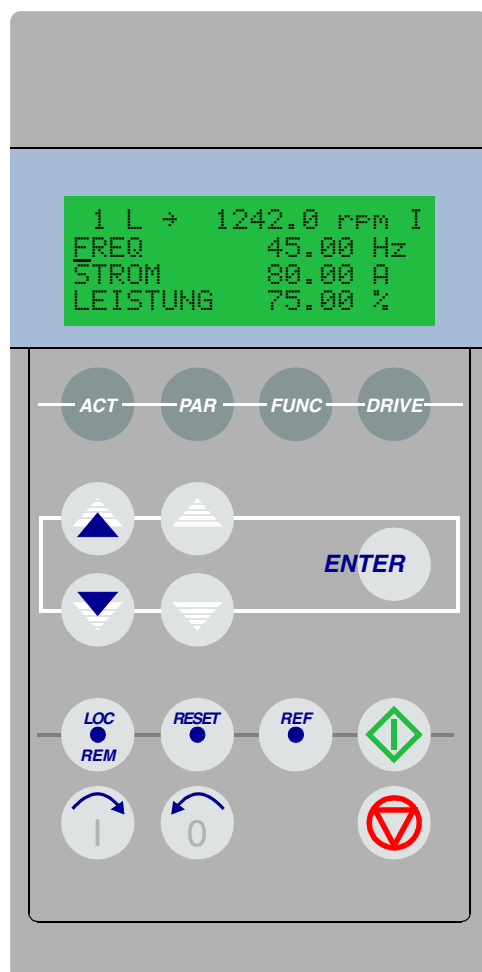 1 L → 1242.0 rpm I
FREQ 45.00 Hz
STROM 80.00 A
LEISTUNG 75.00 %
ACT PAR FUNC DRIVE
ENTER
LOC RESET REF
REM
I 0